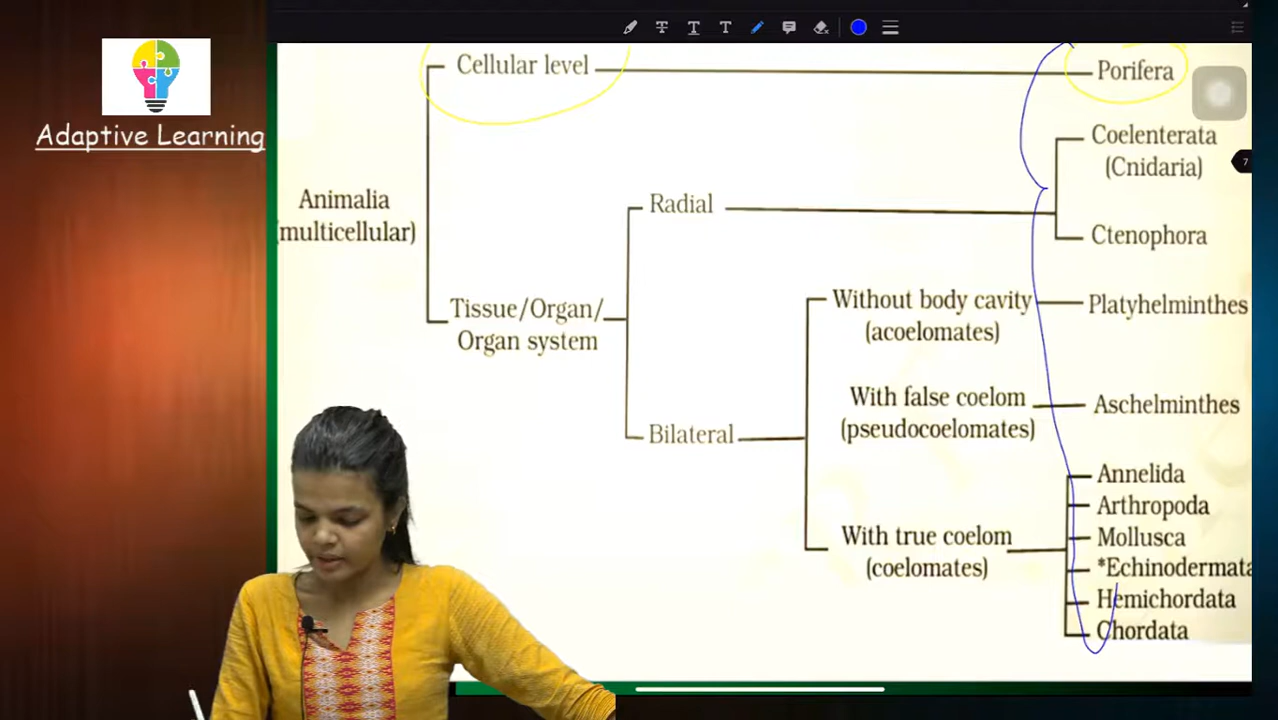 Adaptive Learning
Cellular level
Porifera
Coelenterata
(Cnidaria)
7
Animalia
(multicellular)
Radial
Ctenophora
Tissue/Organ/
Organ system
Without body cavity
(acoelomates)
Platyhelminthes
With false coelom
(pseudocoelomates)
Aschelminthes
Bilateral
Annelida
Arthropoda
With true coelom
(coelomates)
Mollusca
*Echinodermata
Hemichordata
Chordata